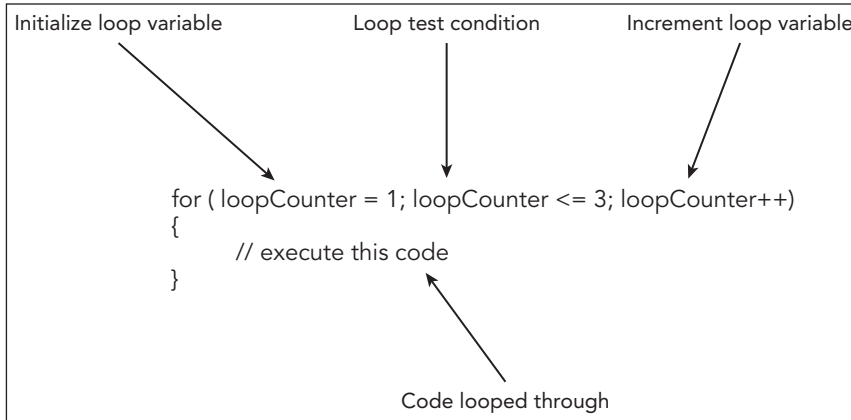 Initialize loop variable
Loop test condition
Increment loop variable
for ( loopCounter = 1; loopCounter <= 3; loopCounter++)
{
// execute this code
}
Code looped through